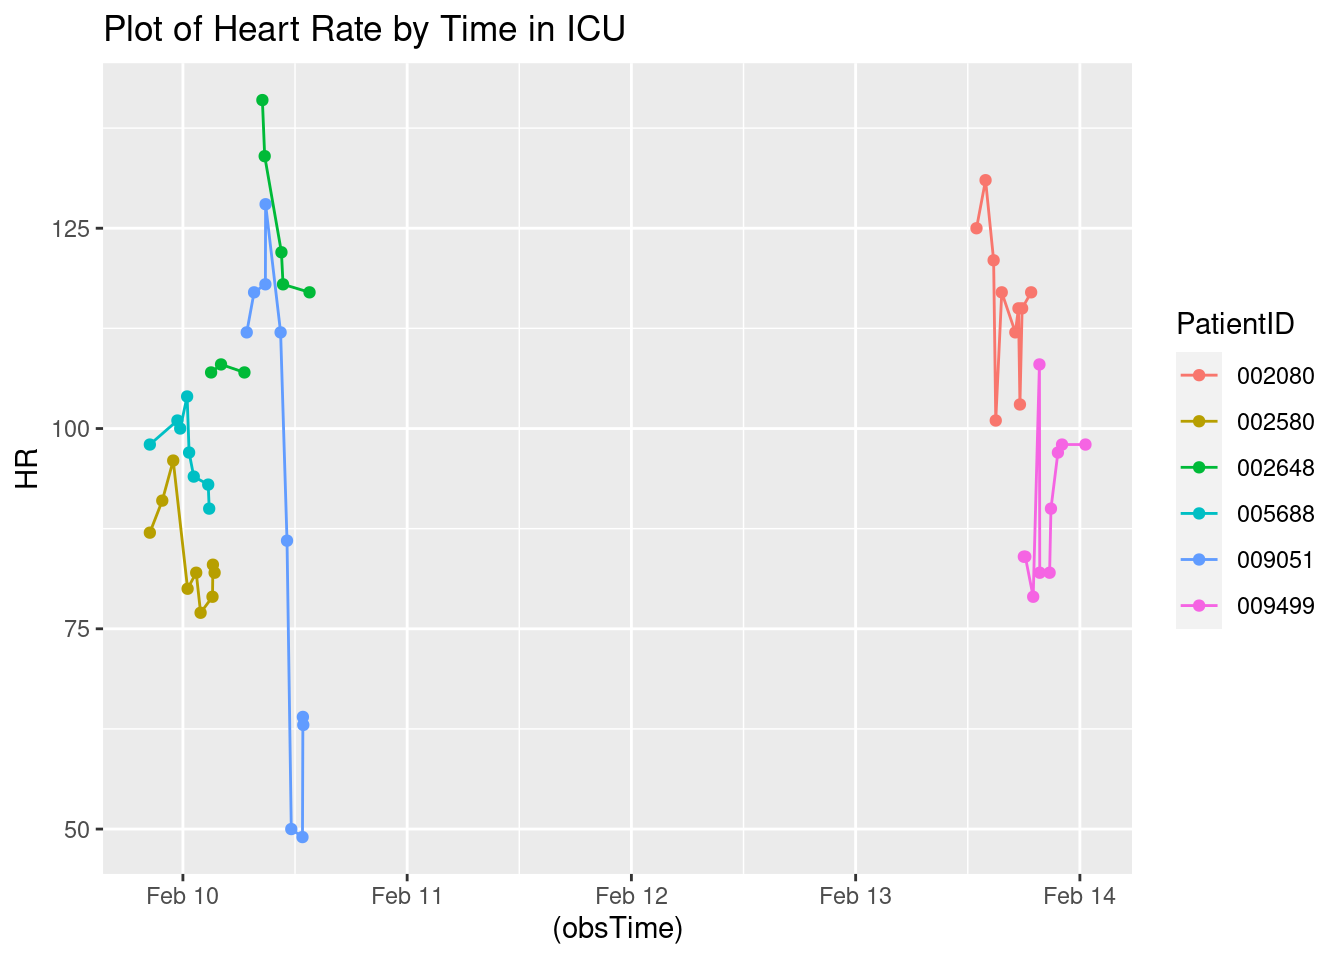 Plot of Heart Rate by Time in ICU
HR
125
100
75
50
Feb 10
Feb 11
Feb 12
Feb 13
Feb 14
(obsTime)
PatientID
002080
002580
002648
005688
009051
009499